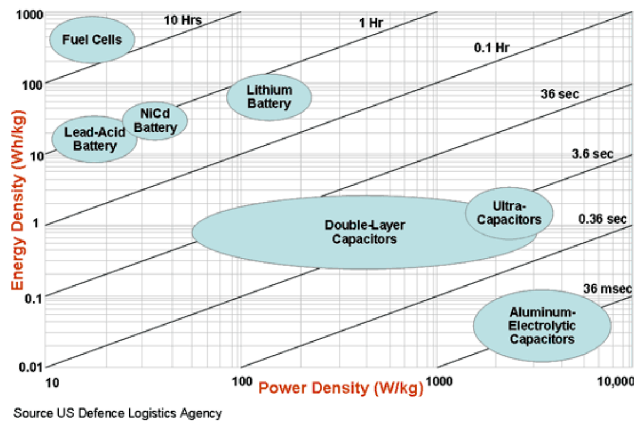 1000
10 Hrs
1 Hr
Fuel Cells
0.1 Hr
100
Lithium
Battery
36 sec
NiCd
Battery
Lead-Acid
Battery
10
3.6 sec
Energy Density (Wh/kg)
Ultra-
Capacitors
0.36 sec
1
Double-Layer
Capacitors
36 msec
0.1
Aluminum-
Electrolytic
Capacitors
0.01
10
100
1000
10,000
Power Density (W/kg)
Source US Defence Logistics Agency